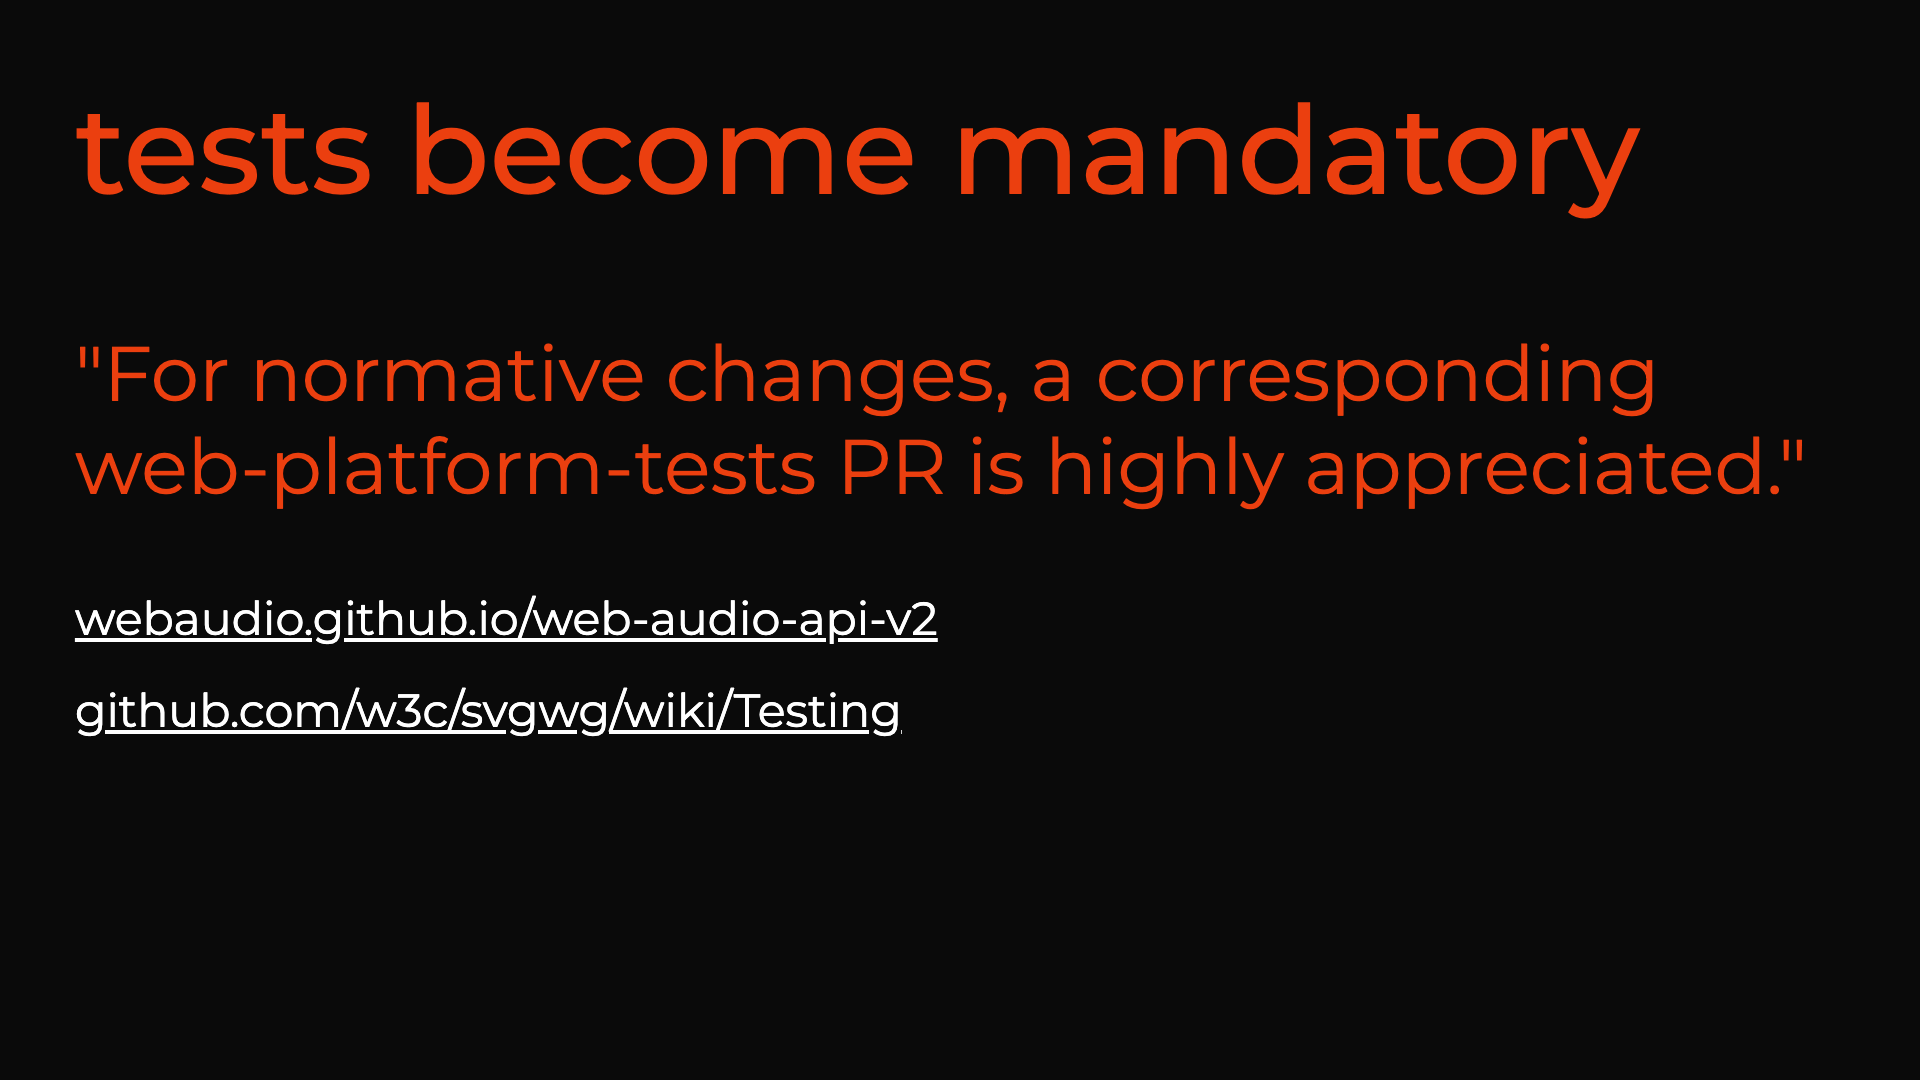 tests become mandatory
"For normative changes, a corresponding
web-platform-tests PR is highly appreciated."
webaudio.github.io/web-audio-api-v2
github.com/w3c/svgwg/wiki/Testing